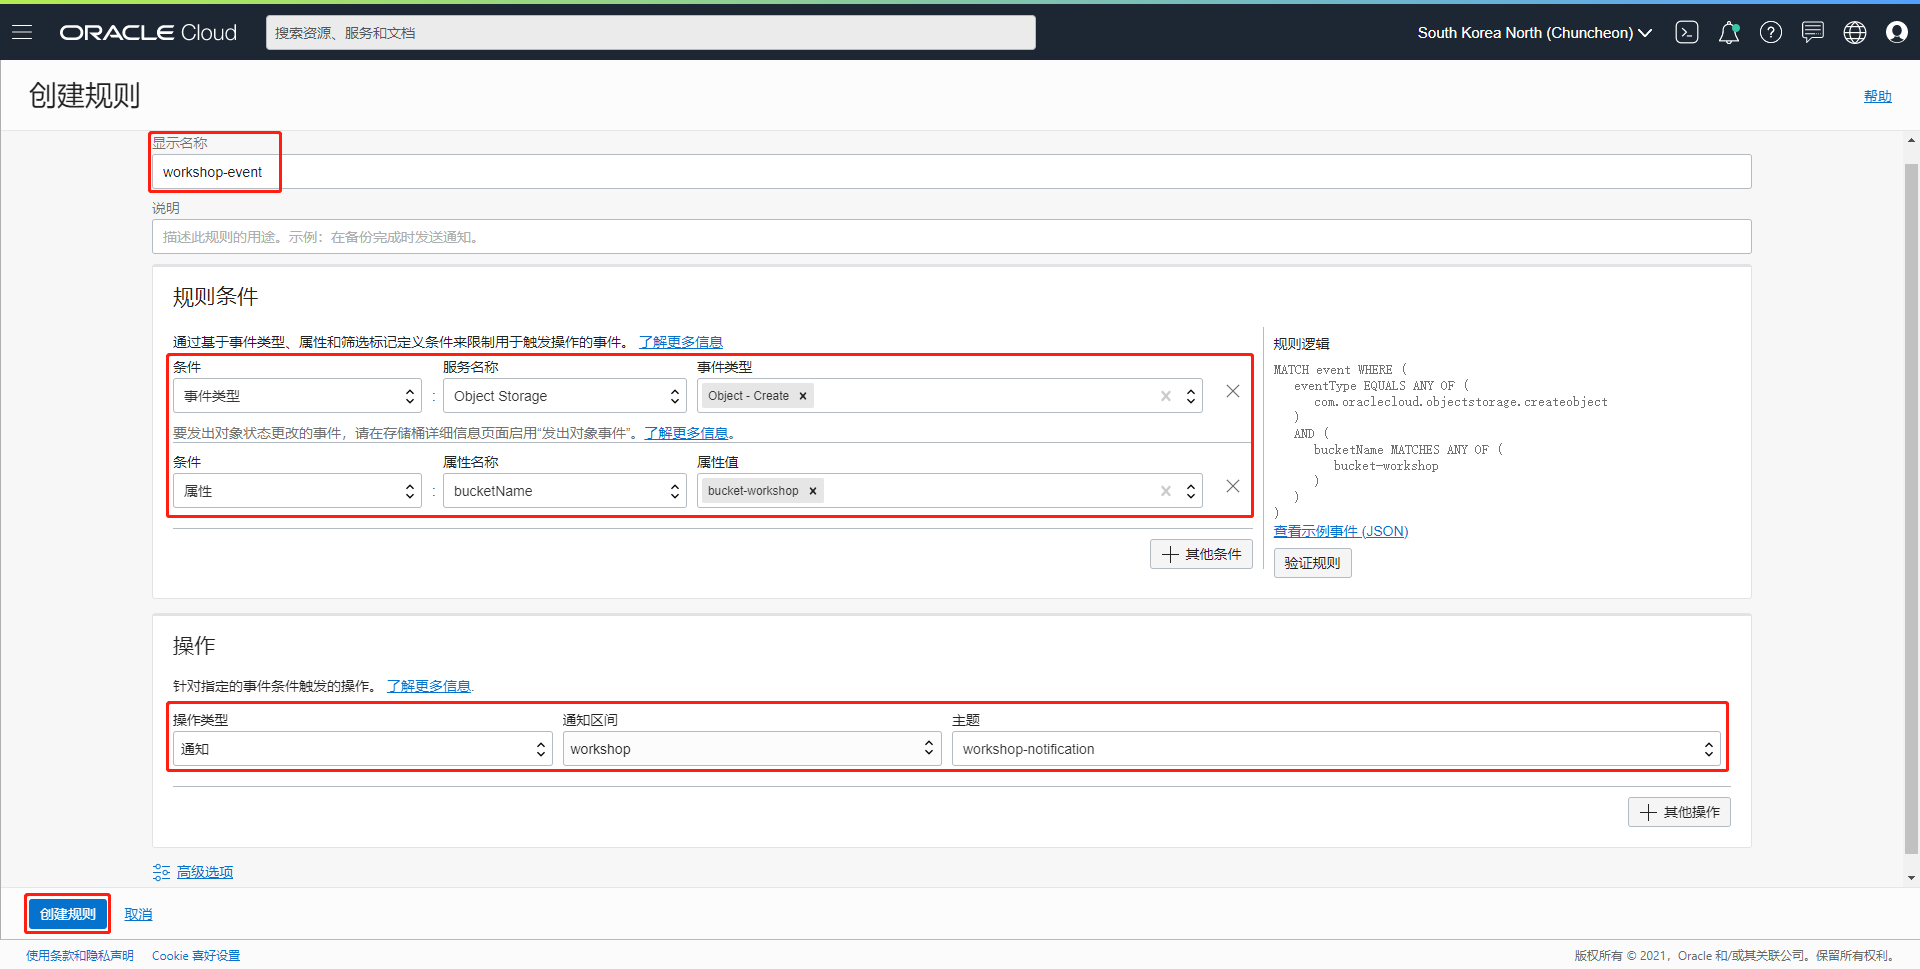 ORACLE Cloud
搜索资源、服务和文档
South Korea North (Chuncheon)
创建规则
帮助
显示名称
workshop-event
说明
描述此规则的用途。示例：在备份完成时发送通知。
规则条件
通过基于事件类型、属性和筛选标记定义条件来限制用于触发操作的事件。 了解更多信息
条件 服务名称 事件类型
事件类型 : Object Storage Object - Create ×
要发出对象状态更改的事件，请在存储桶详细信息页面启用“发出对象事件”。 了解更多信息。
条件 属性名称 属性值
属性 : bucketName bucket-workshop ×
其他条件
规则逻辑
MATCH event WHERE (
eventType EQUALS ANY OF (
com.oraclecloud.objectstorage.createobject
)
AND (
bucketName MATCHES ANY OF (
bucket-workshop
)
)
)
查看示例事件 (JSON)
验证规则
操作
针对指定的事件条件触发的操作。 了解更多信息.
操作类型 通知区间 主题
通知 workshop workshop-notification
其他操作
高级选项
创建规则 取消
使用条款和隐私声明 Cookie 喜好设置
版权所有 © 2021，Oracle 和/或其关联公司。保留所有权利。